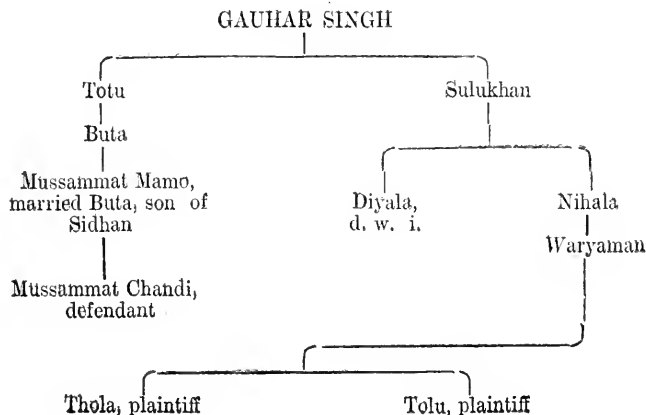 GAUHAR SINGH
Totu
Sulukhan
Buta
Mussammat Mamo,
married Buta, son of
Sidhan
Diyala,
d. w. i.
Nihala
Waryaman
Mussammat Chandi,
defendant
Thola, plaintiff
Tolu, plaintiff